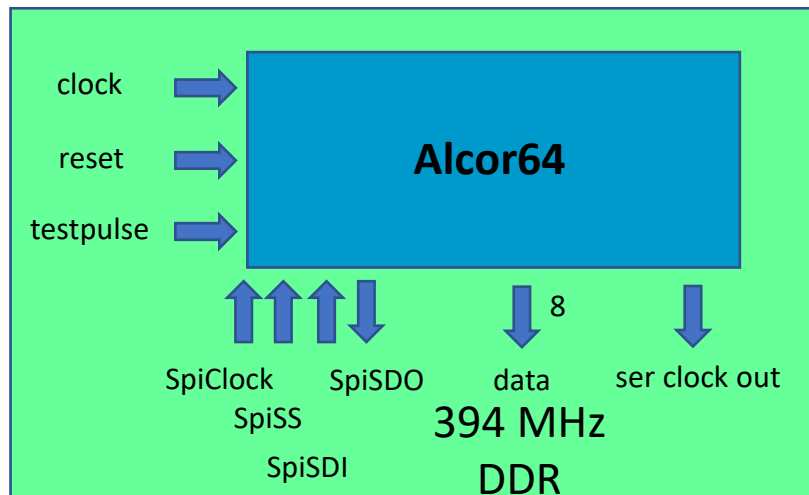 clock
reset
testpulse
Alcor64
8
SpiClock
SpiSS
SpiSDI
SpiSDO
data
394 MHz
DDR
ser clock out